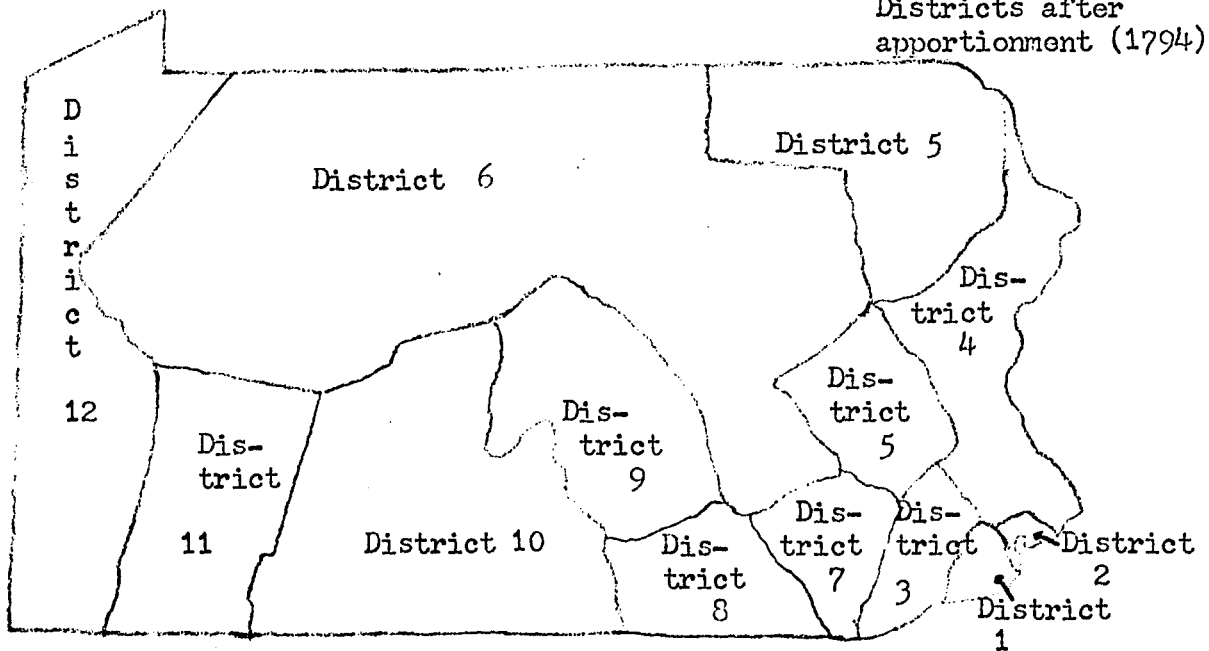 Districts after
apportionment (1794)
D
i
s
t
r
i
c
t
12
District 6
District 5
Dis-
trict
4
Dis-
trict
5
Dis-
trict
9
Dis-
trict
11
District 10
Dis-
trict
8
Dis-
trict
7
Dis-
trict
3
District
2
District
1